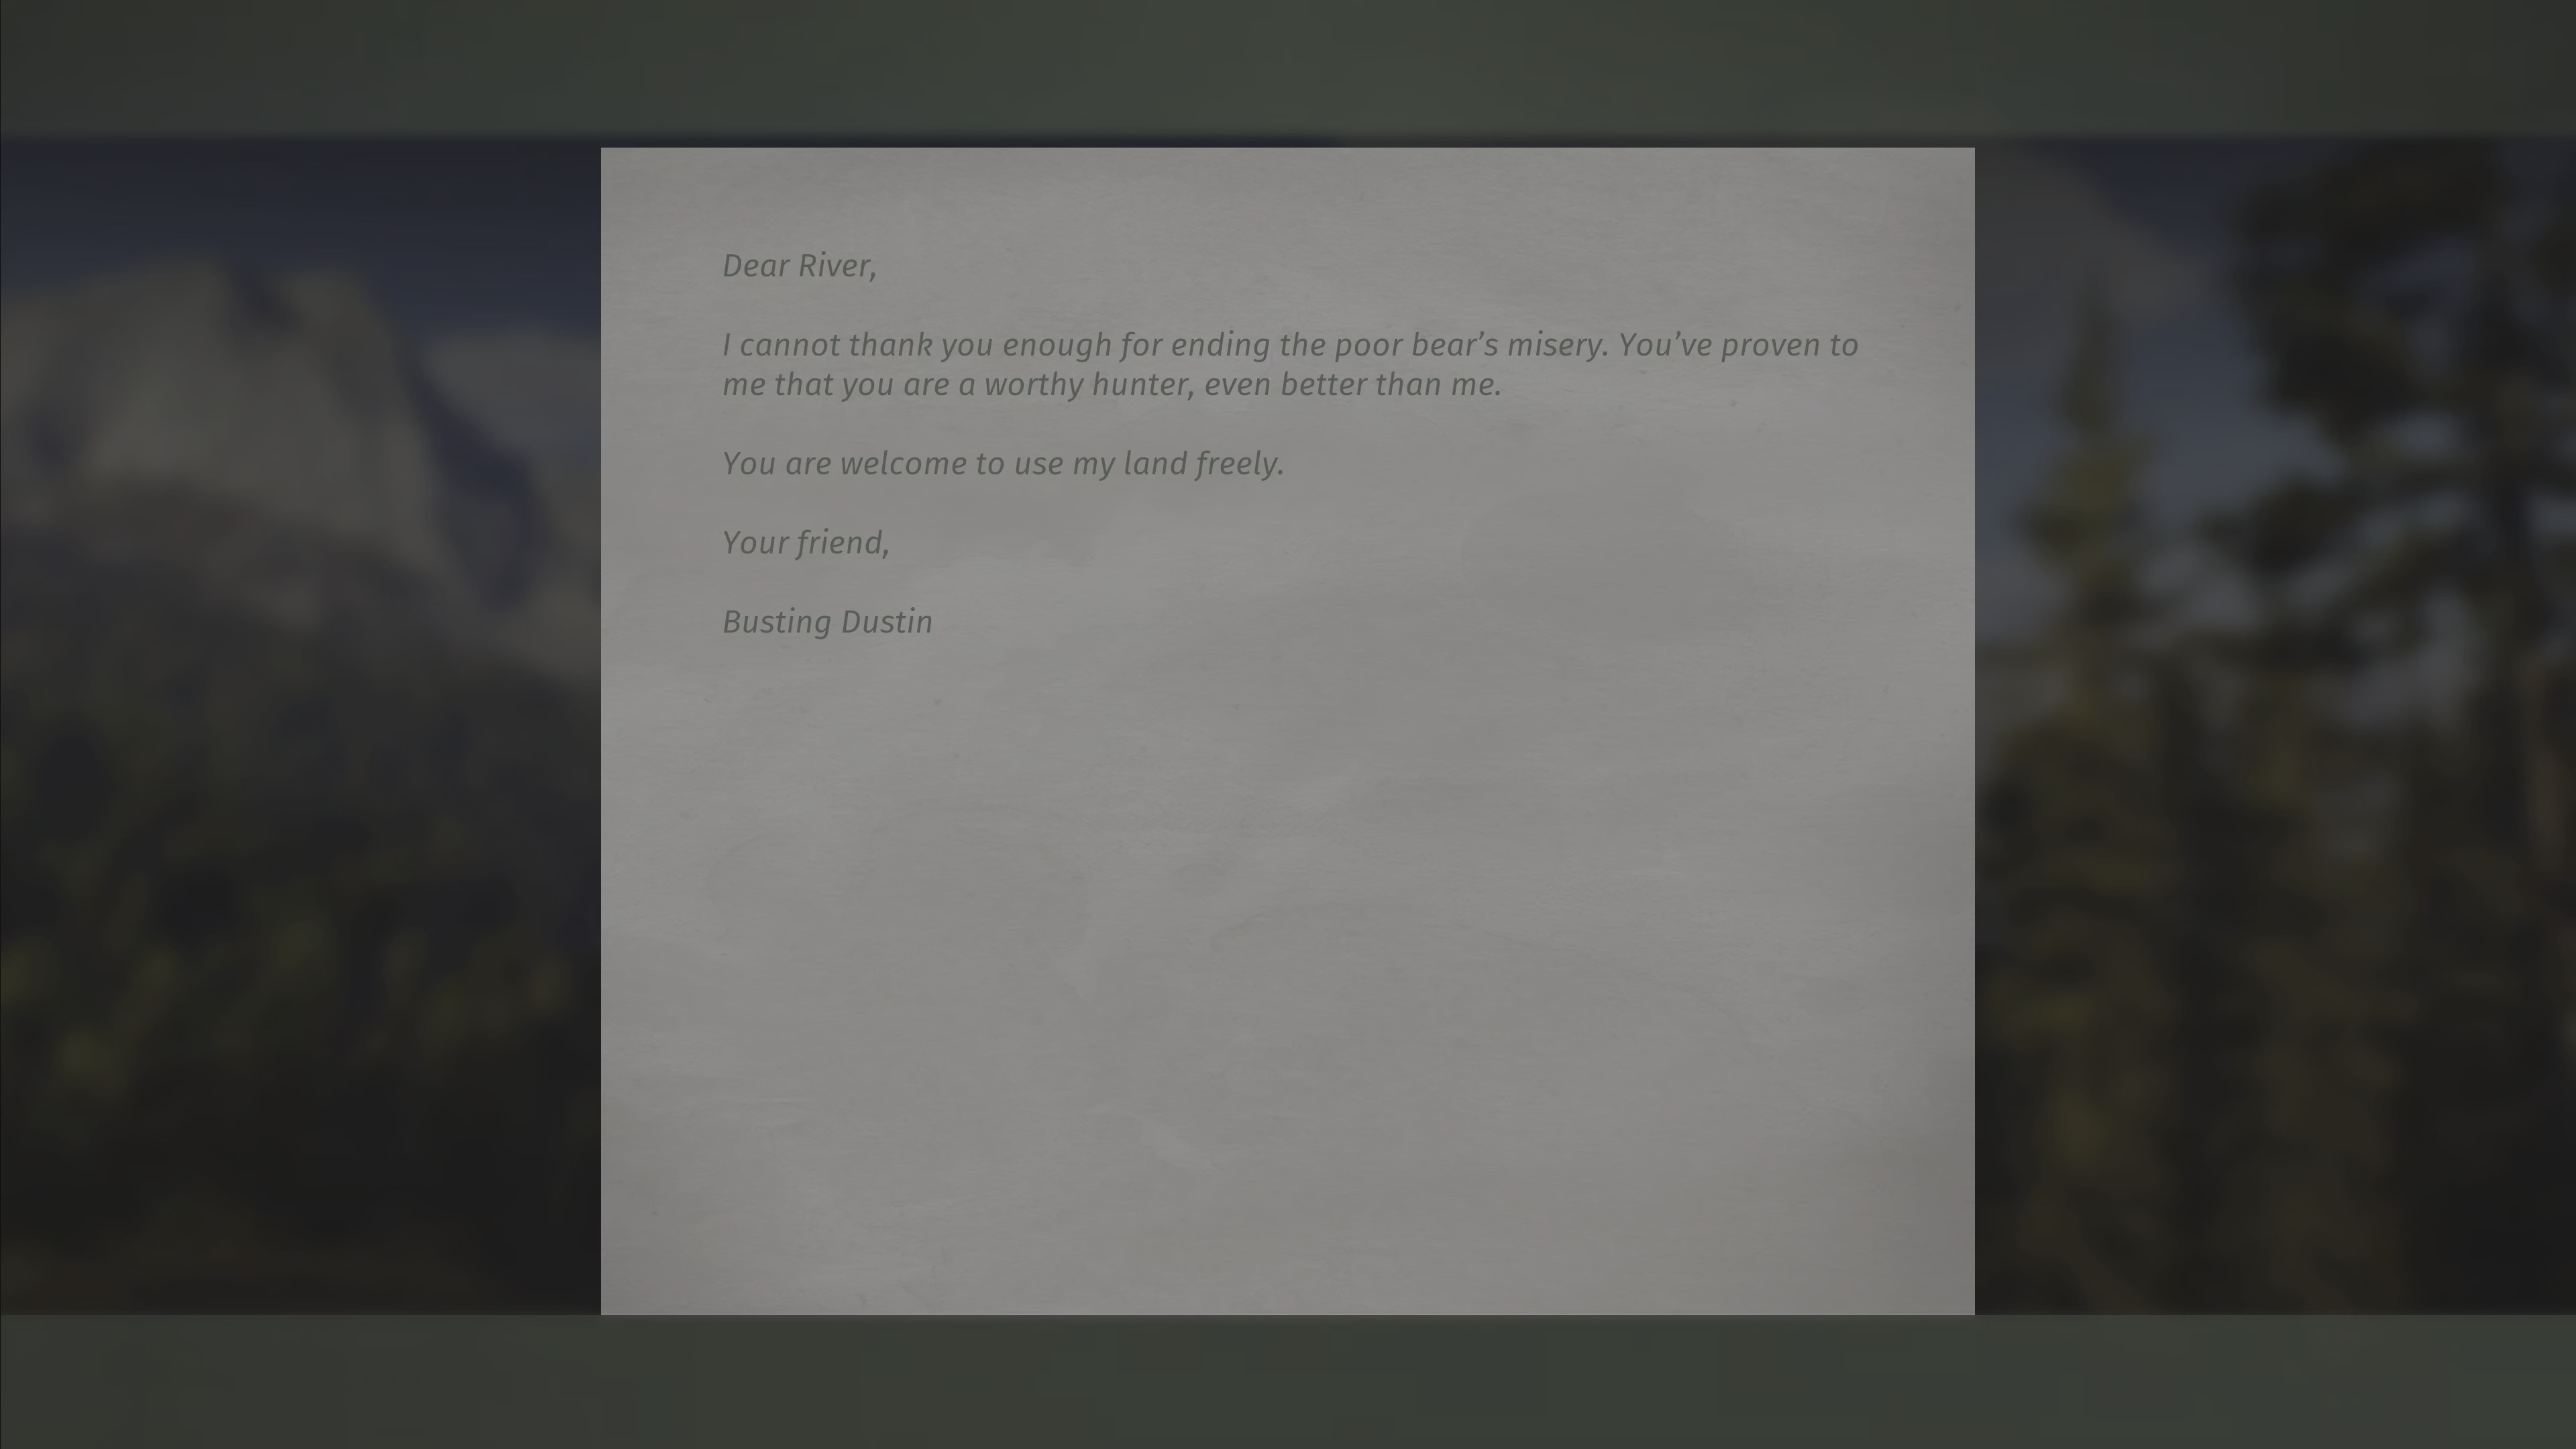 Dear River,
I cannot thank you enough for ending the poor bear’s misery. You’ve proven to
me that you are a worthy hunter, even better than me.
You are welcome to use my land freely.
Your friend,
Busting Dustin